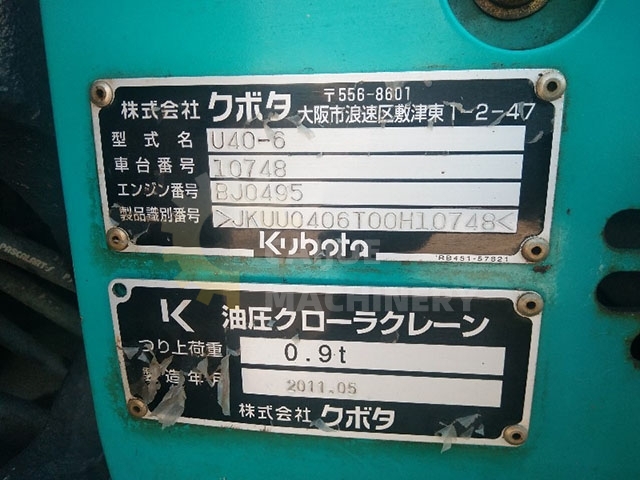 〒556-8601
株式会社 クボタ 大阪市浪速区敷津東1-2-47
型式名 U40-6
車台番号 10748
エンジン番号 BJ0495
製品識別番号 >JKUU0406T00H10748<
Kubota
RB451-57821
K 油圧クローラクレーン
つり上荷重 0.9t
製造年月 2011.05
株式会社 クボタ
MACHINERY